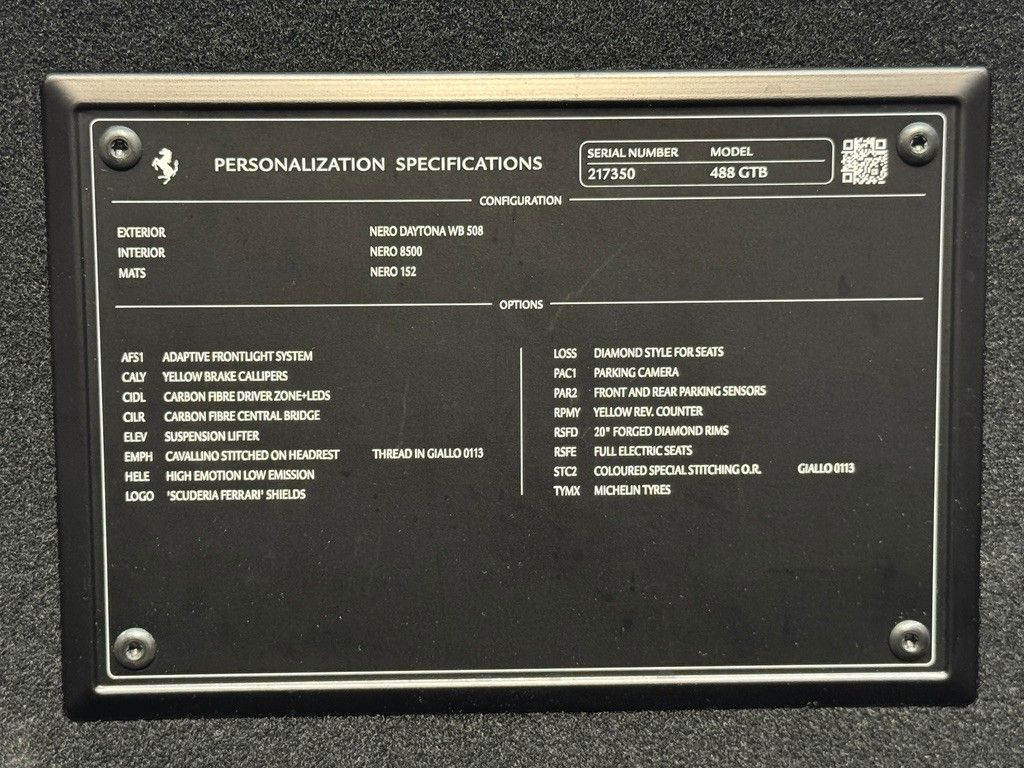 PERSONALIZATION SPECIFICATIONS
SERIAL NUMBER MODEL
217350 488 GTB
CONFIGURATION
EXTERIOR NERO DAYTONA WB 508
INTERIOR NERO 8500
MATS NERO 152
OPTIONS
AFS1 ADAPTIVE FRONTLIGHT SYSTEM
CALY YELLOW BRAKE CALLIPERS
CIDL CARBON FIBRE DRIVER ZONE+LEDS
CILR CARBON FIBRE CENTRAL BRIDGE
ELEV SUSPENSION LIFTER
EMPH CAVALLINO STITCHED ON HEADREST THREAD IN GIALLO 0113
HELE HIGH EMOTION LOW EMISSION
LOGO 'SCUDERIA FERRARI' SHIELDS
LOSS DIAMOND STYLE FOR SEATS
PAC1 PARKING CAMERA
PAR2 FRONT AND REAR PARKING SENSORS
RPMY YELLOW REV. COUNTER
RSFD 20" FORGED DIAMOND RIMS
RSFE FULL ELECTRIC SEATS
STC2 COLOURED SPECIAL STITCHING O.R. GIALLO 0113
TYMX MICHELIN TYRES